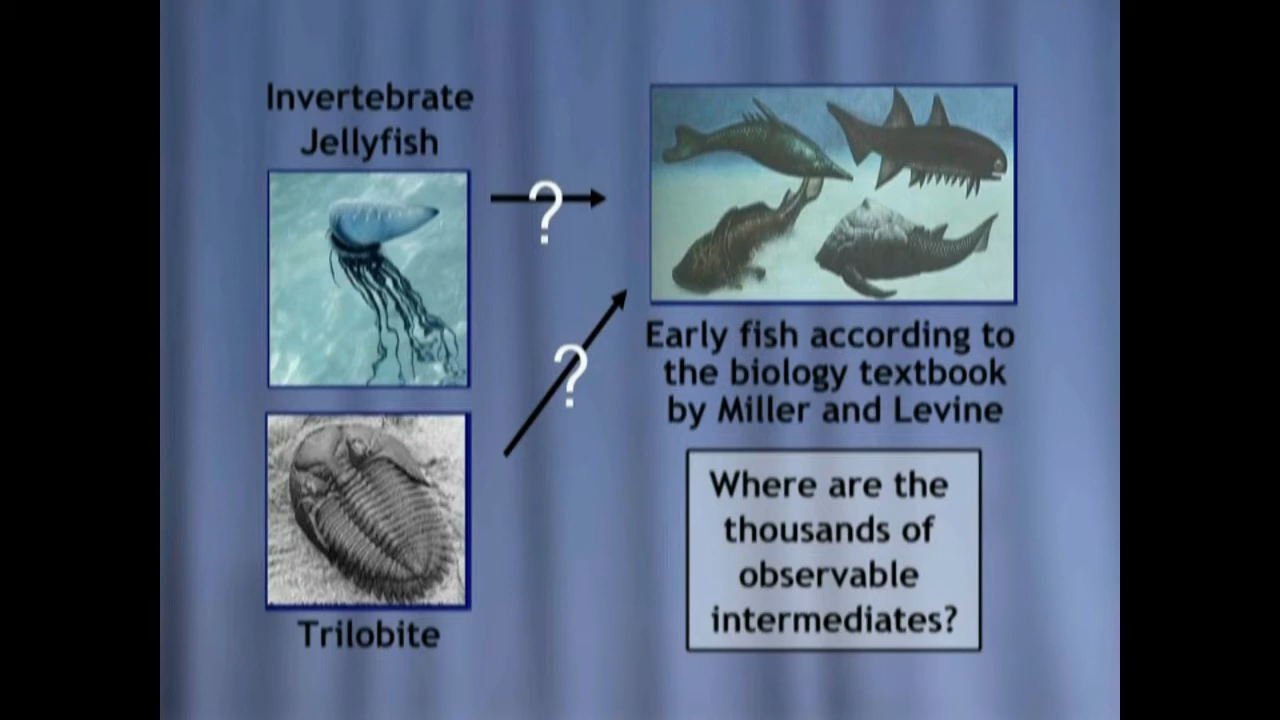 Invertebrate
Jellyfish
?
?
Trilobite
Early fish according to
the biology textbook
by Miller and Levine
Where are the
thousands of
observable
intermediates?